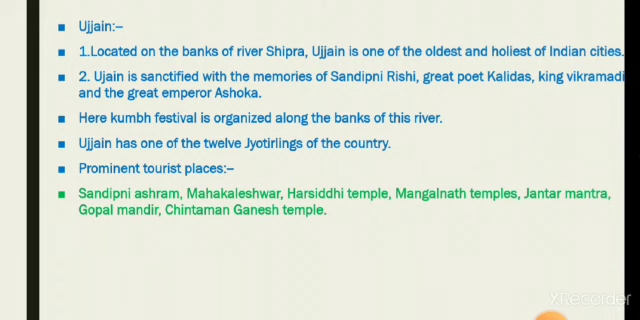 Ujjain:–
1.Located on the banks of river Shipra, Ujjain is one of the oldest and holiest of Indian cities.
2. Ujain is sanctified with the memories of Sandipni Rishi, great poet Kalidas, king vikramadi
and the great emperor Ashoka.
Here kumbh festival is organized along the banks of this river.
Ujjain has one of the twelve Jyotirlings of the country.
Prominent tourist places:–
Sandipni ashram, Mahakaleshwar, Harsiddhi temple, Mangalnath temples, Jantar mantra,
Gopal mandir, Chintaman Ganesh temple.
XRecorder